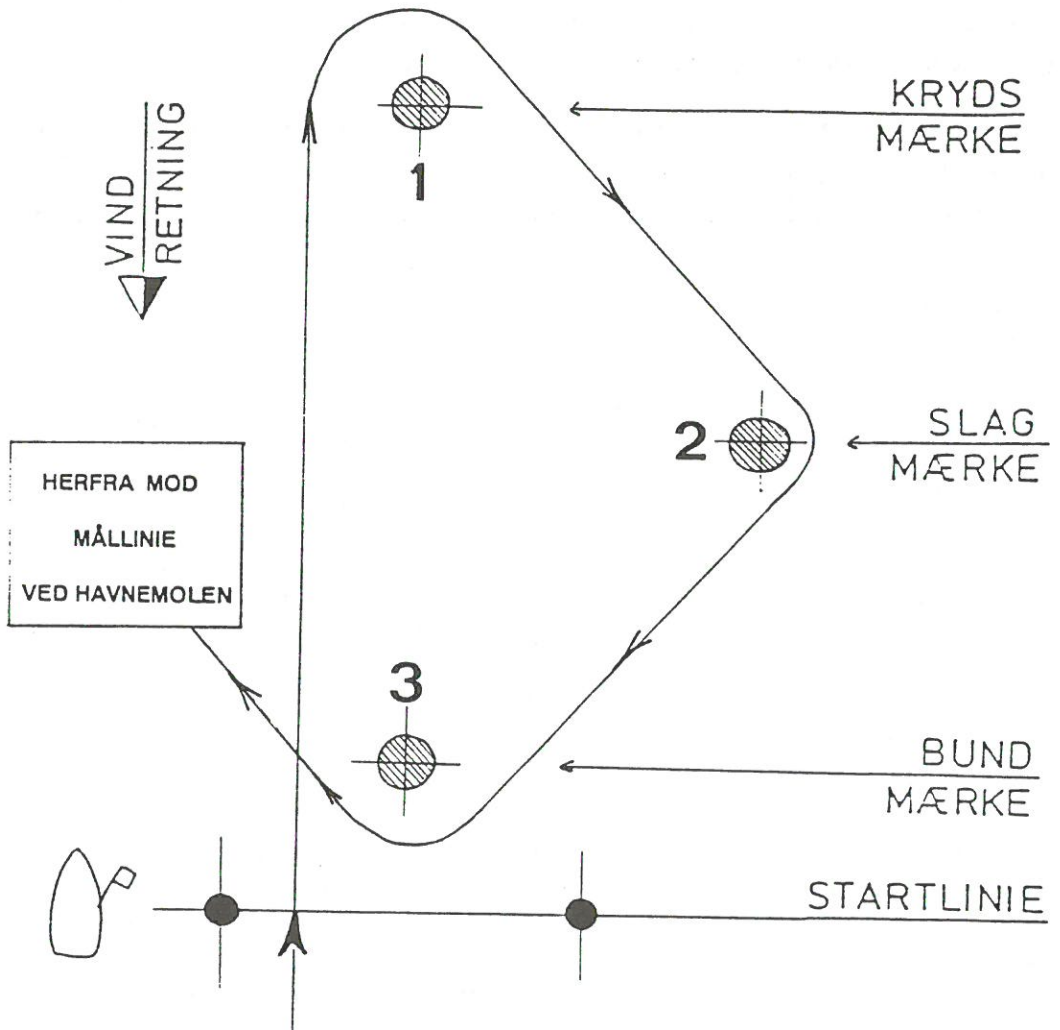 KRYDS
MÆRKE
1
VIND
RETNING
SLAG
MÆRKE
2
HERFRA MOD
MÅLLINIE
VED HAVNEMOLEN
3
BUND
MÆRKE
STARTLINIE